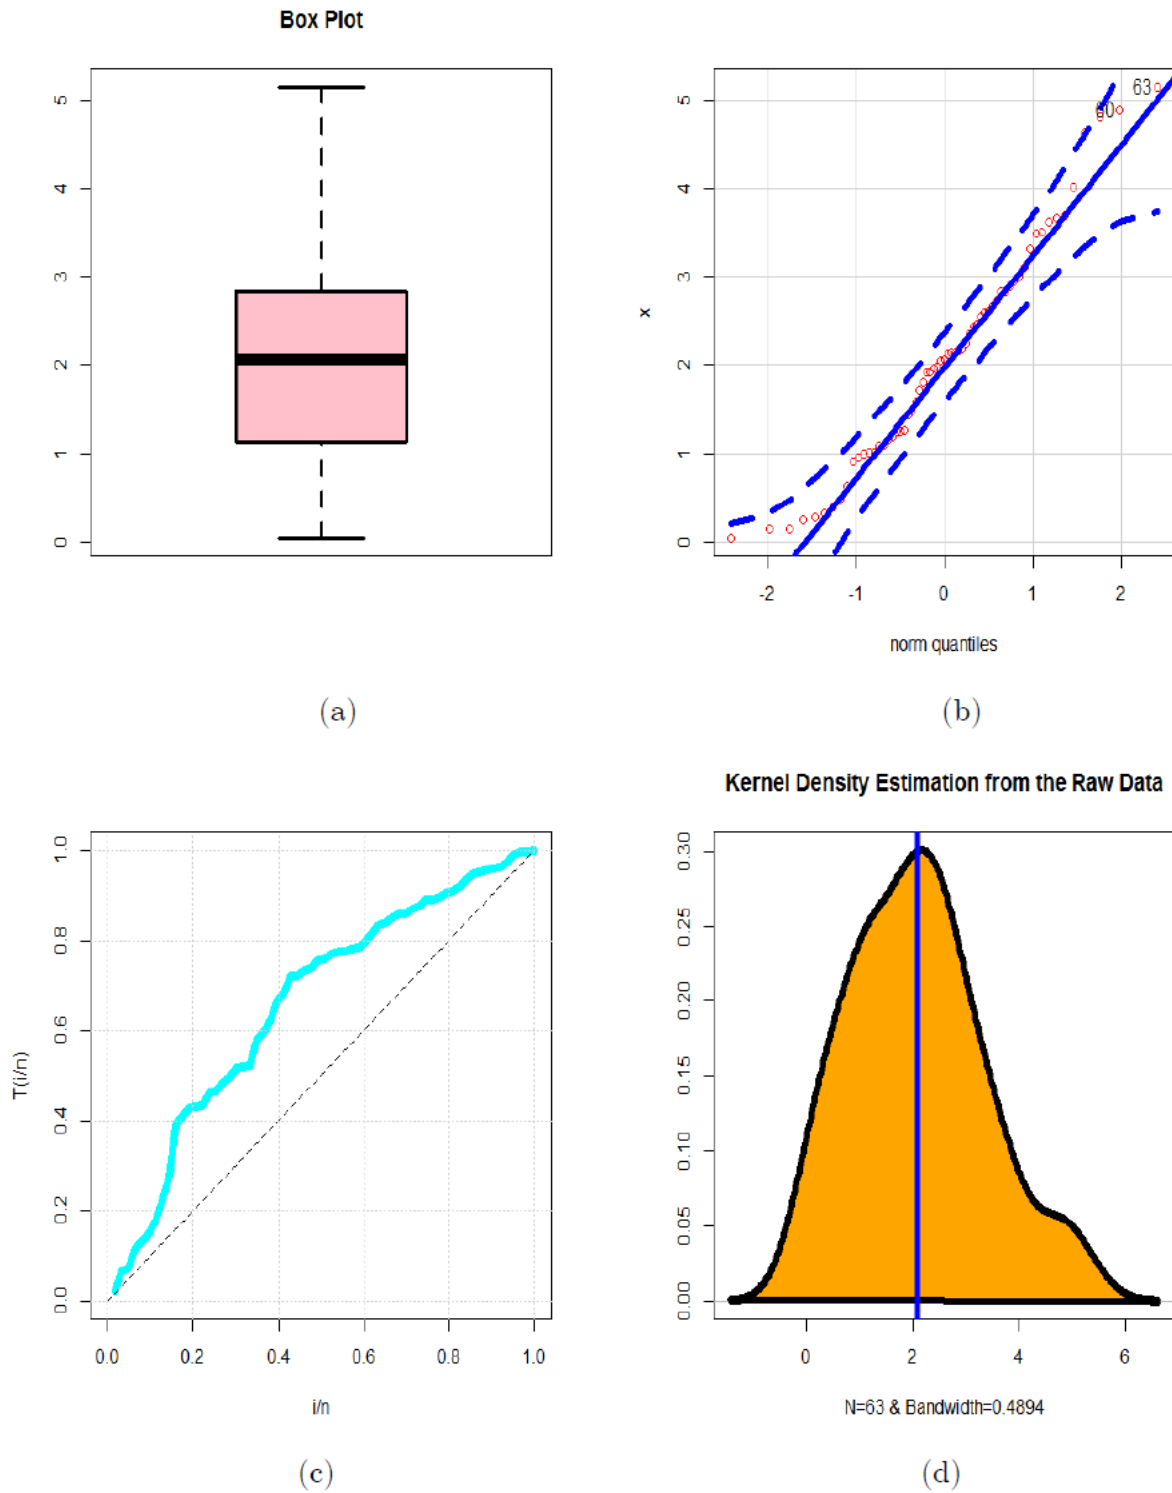 Box Plot
0 1 2 3 4 5
(a)
x
0 1 2 3 4 5
60 63
-2 -1 0 1 2
norm quantiles
(b)
T(i/n)
0.0 0.2 0.4 0.6 0.8 1.0
0.0 0.2 0.4 0.6 0.8 1.0
i/n
(c)
Kernel Density Estimation from the Raw Data
0.00 0.05 0.10 0.15 0.20 0.25 0.30
0 2 4 6
N=63 & Bandwidth=0.4894
(d)